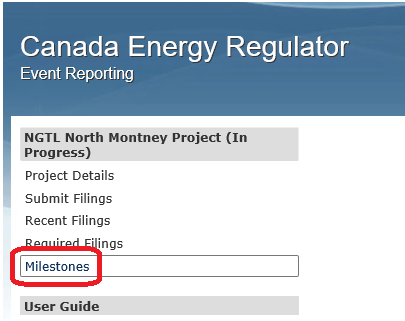 Canada Energy Regulator
Event Reporting
NGTL North Montney Project (In
Progress)
Project Details
Submit Filings
Recent Filings
Required Filings
Milestones
User Guide